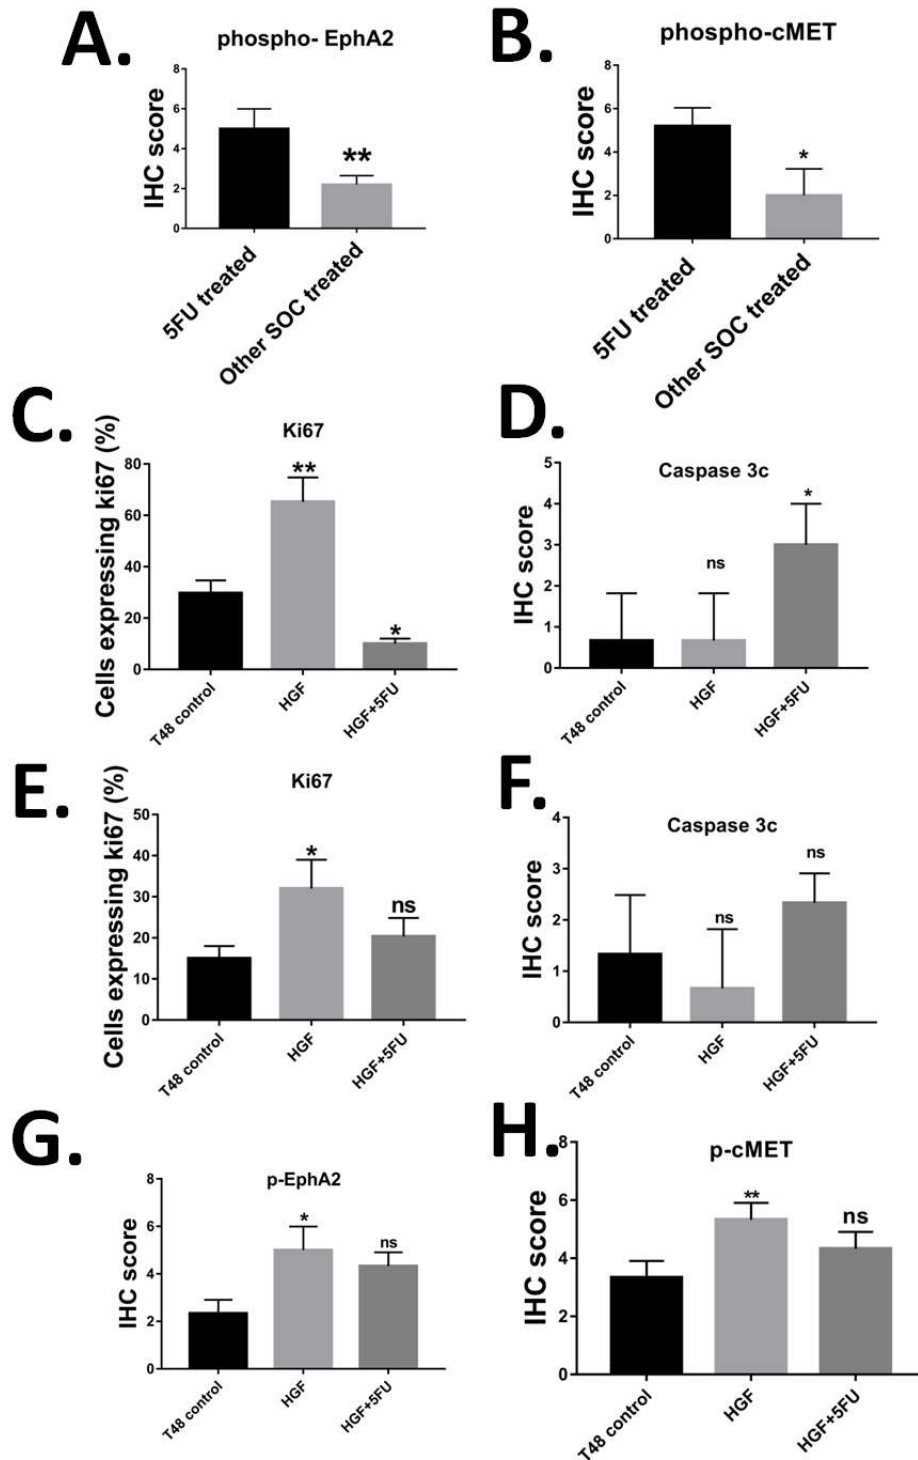 A.
phospho- EphA2
IHC score
8
6
4
2
0
**
5FU treated
Other SOC treated
B.
phospho-cMET
IHC score
8
6
4
2
0
*
5FU treated
Other SOC treated
C.
Ki67
Cells expressing ki67 (%)
80
60
40
20
0
**
*
T48 control
HGF
HGF+5FU
D.
Caspase 3c
IHC score
5
4
3
2
1
0
ns
*
T48 control
HGF
HGF+5FU
E.
Ki67
Cells expressing ki67 (%)
50
40
30
20
10
0
*
ns
T48 control
HGF
HGF+5FU
F.
Caspase 3c
IHC score
4
3
2
1
0
ns
ns
T48 control
HGF
HGF+5FU
G.
p-EphA2
IHC score
8
6
4
2
0
*
ns
T48 control
HGF
HGF+5FU
H.
p-cMET
IHC score
8
6
4
2
0
**
ns
T48 control
HGF
HGF+5FU